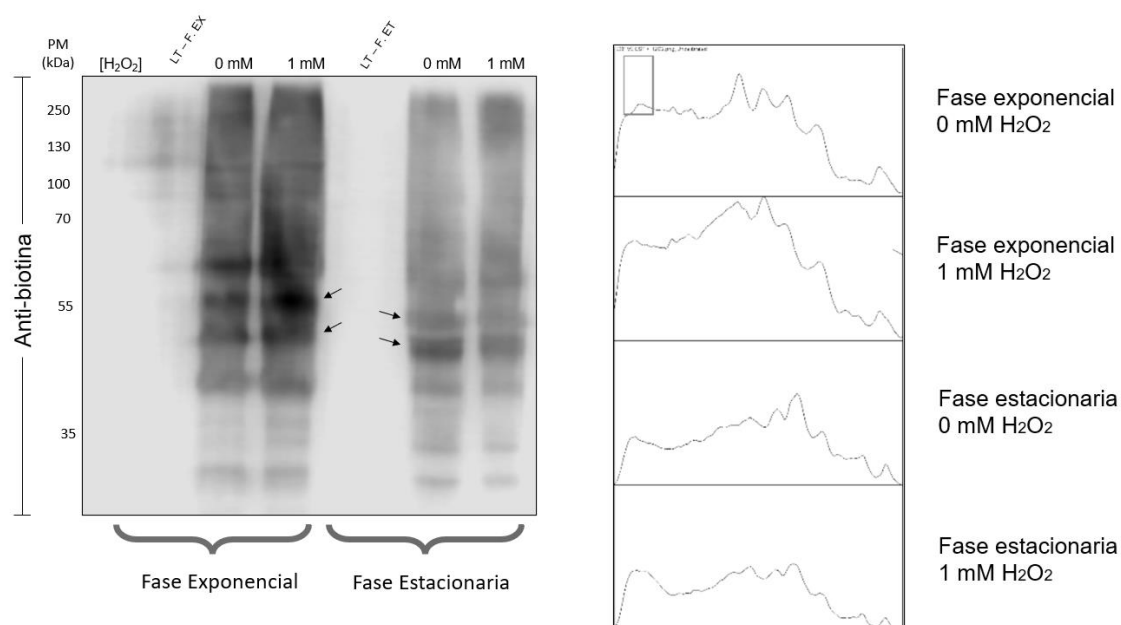 PM
(kDa)
[H₂O₂]
LT – F. EX
0 mM
1 mM
LT – F. ET
0 mM
1 mM
250
130
100
70
55
35
Anti-biotina
Fase Exponencial
Fase Estacionaria
Fase exponencial
0 mM H₂O₂
Fase exponencial
1 mM H₂O₂
Fase estacionaria
0 mM H₂O₂
Fase estacionaria
1 mM H₂O₂